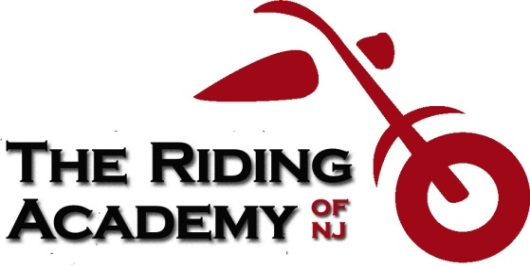 THE RIDING
ACADEMY OF
NJ